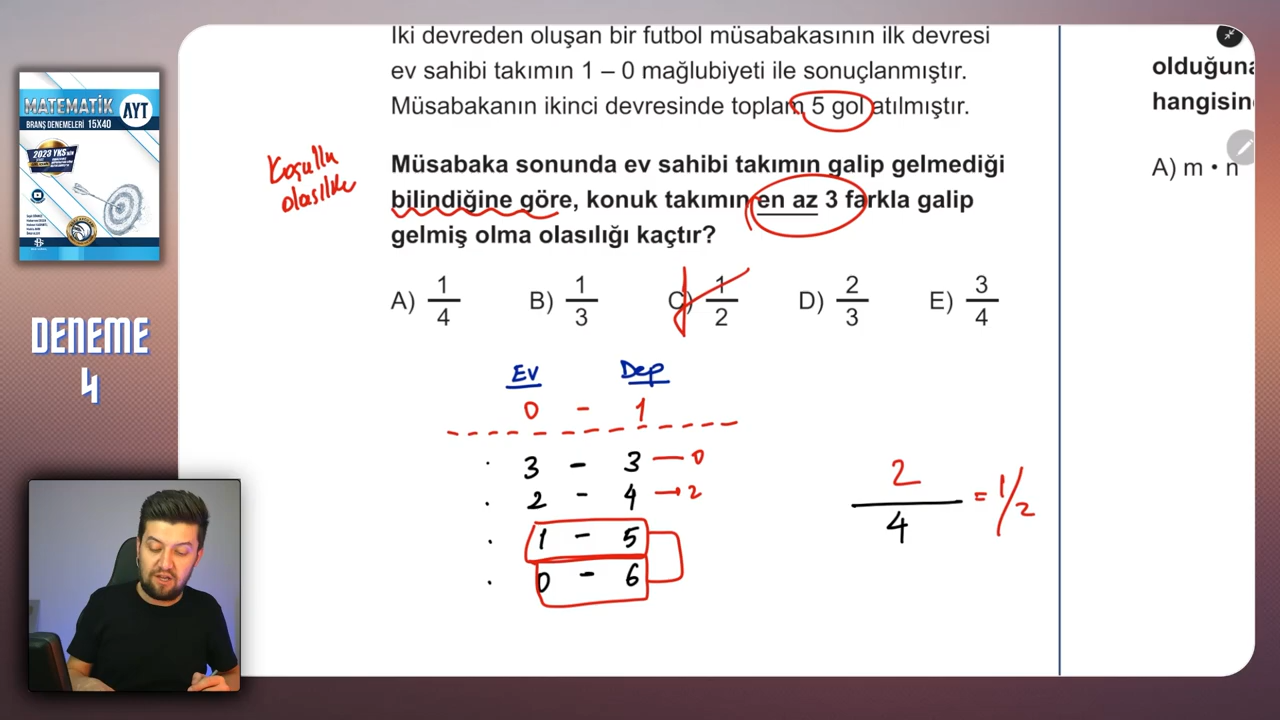 MATEMATİK AYT
BRANŞ DENEMELERİ 15X40
2023 YKS'nin
DENEME
4
İki devreden oluşan bir futbol müsabakasının ilk devresi
ev sahibi takımın 1 – 0 mağlubiyeti ile sonuçlanmıştır.
Müsabakanın ikinci devresinde toplam 5 gol atılmıştır.
Koşullu
olasılık
Müsabaka sonunda ev sahibi takımın galip gelmediği
bilindiğine göre, konuk takımın en az 3 farkla galip
gelmiş olma olasılığı kaçtır?
A) 1/4 B) 1/3 C) 1/2 D) 2/3 E) 3/4
Ev Dep
0 - 1
3 - 3 — 0
2 - 4 → 2
1 - 5
0 - 6
2/4 = 1/2
olduğuna
hangisin
A) m • n